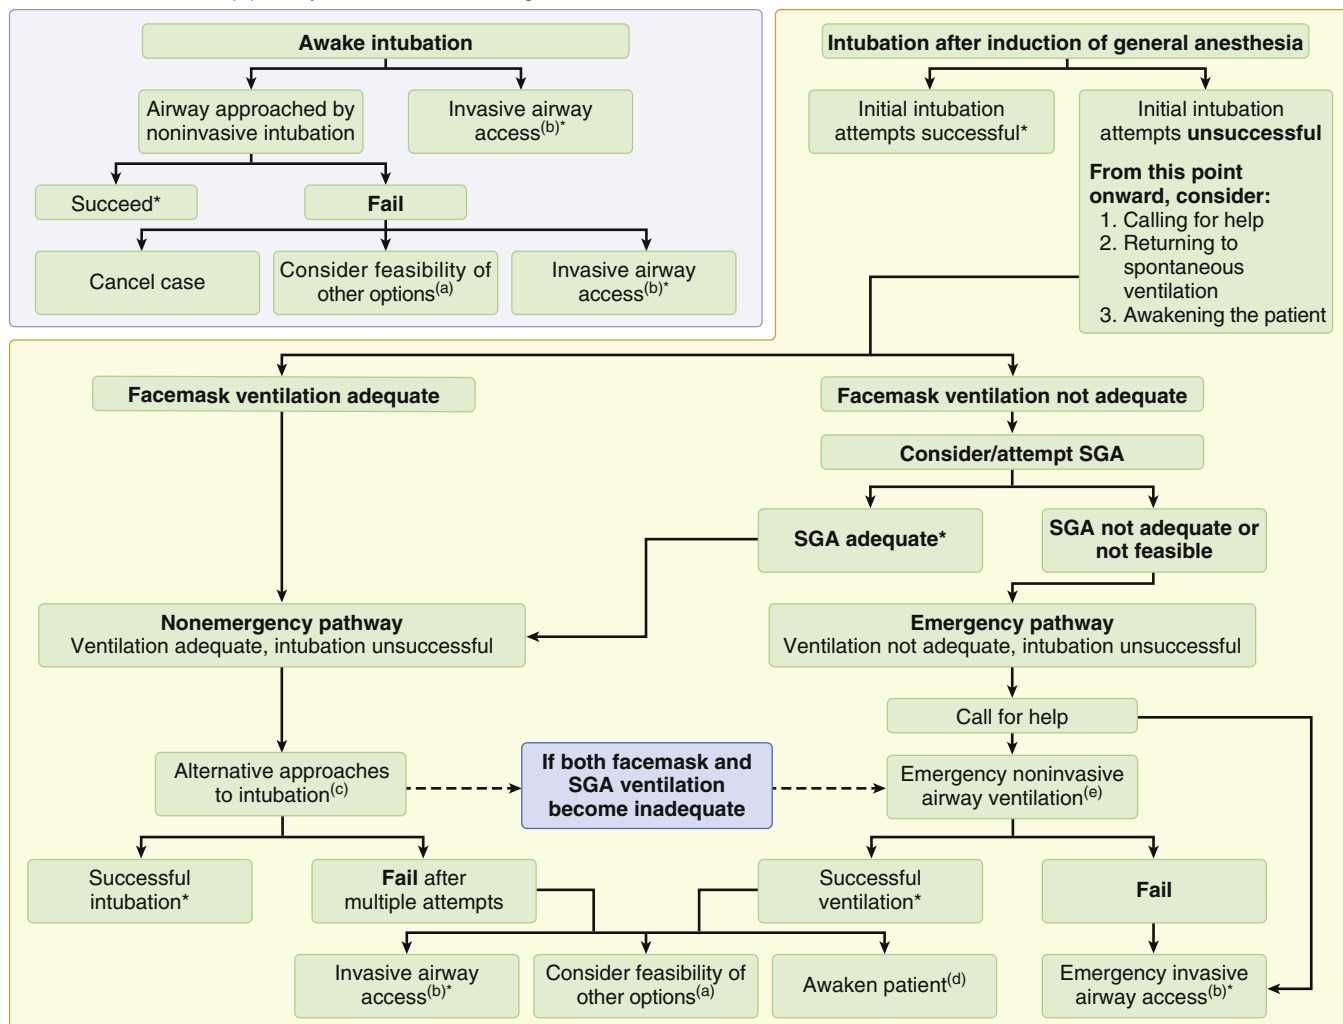 Awake intubation
Airway approached by
noninvasive intubation
Invasive airway
access(b)*
Succeed*
Fail
Cancel case
Consider feasibility of
other options(a)
Invasive airway
access(b)*
Intubation after induction of general anesthesia
Initial intubation
attempts successful*
Initial intubation
attempts unsuccessful
From this point
onward, consider:
1. Calling for help
2. Returning to
spontaneous
ventilation
3. Awakening the patient
Facemask ventilation adequate
Facemask ventilation not adequate
Consider/attempt SGA
SGA adequate*
SGA not adequate or
not feasible
Nonemergency pathway
Ventilation adequate, intubation unsuccessful
Emergency pathway
Ventilation not adequate, intubation unsuccessful
Call for help
Alternative approaches
to intubation(c)
If both facemask and
SGA ventilation
become inadequate
Emergency noninvasive
airway ventilation(e)
Successful
intubation*
Fail after
multiple attempts
Successful
ventilation*
Fail
Invasive airway
access(b)*
Consider feasibility of
other options(a)
Awaken patient(d)
Emergency invasive
airway access(b)*